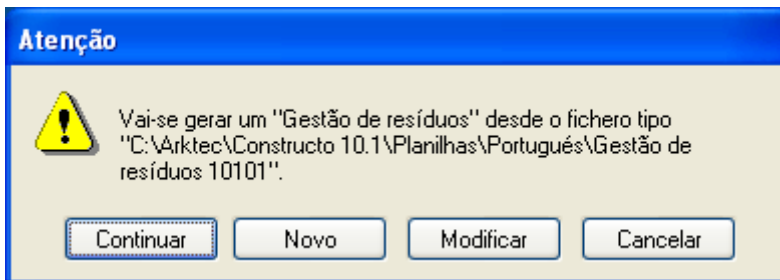 Atenção
Vai-se gerar um "Gestão de resíduos" desde o fichero tipo
"C:\Arktec\Constructo 10.1\Planilhas\Portugués\Gestão de
resíduos 10101".
Continuar Novo Modificar Cancelar